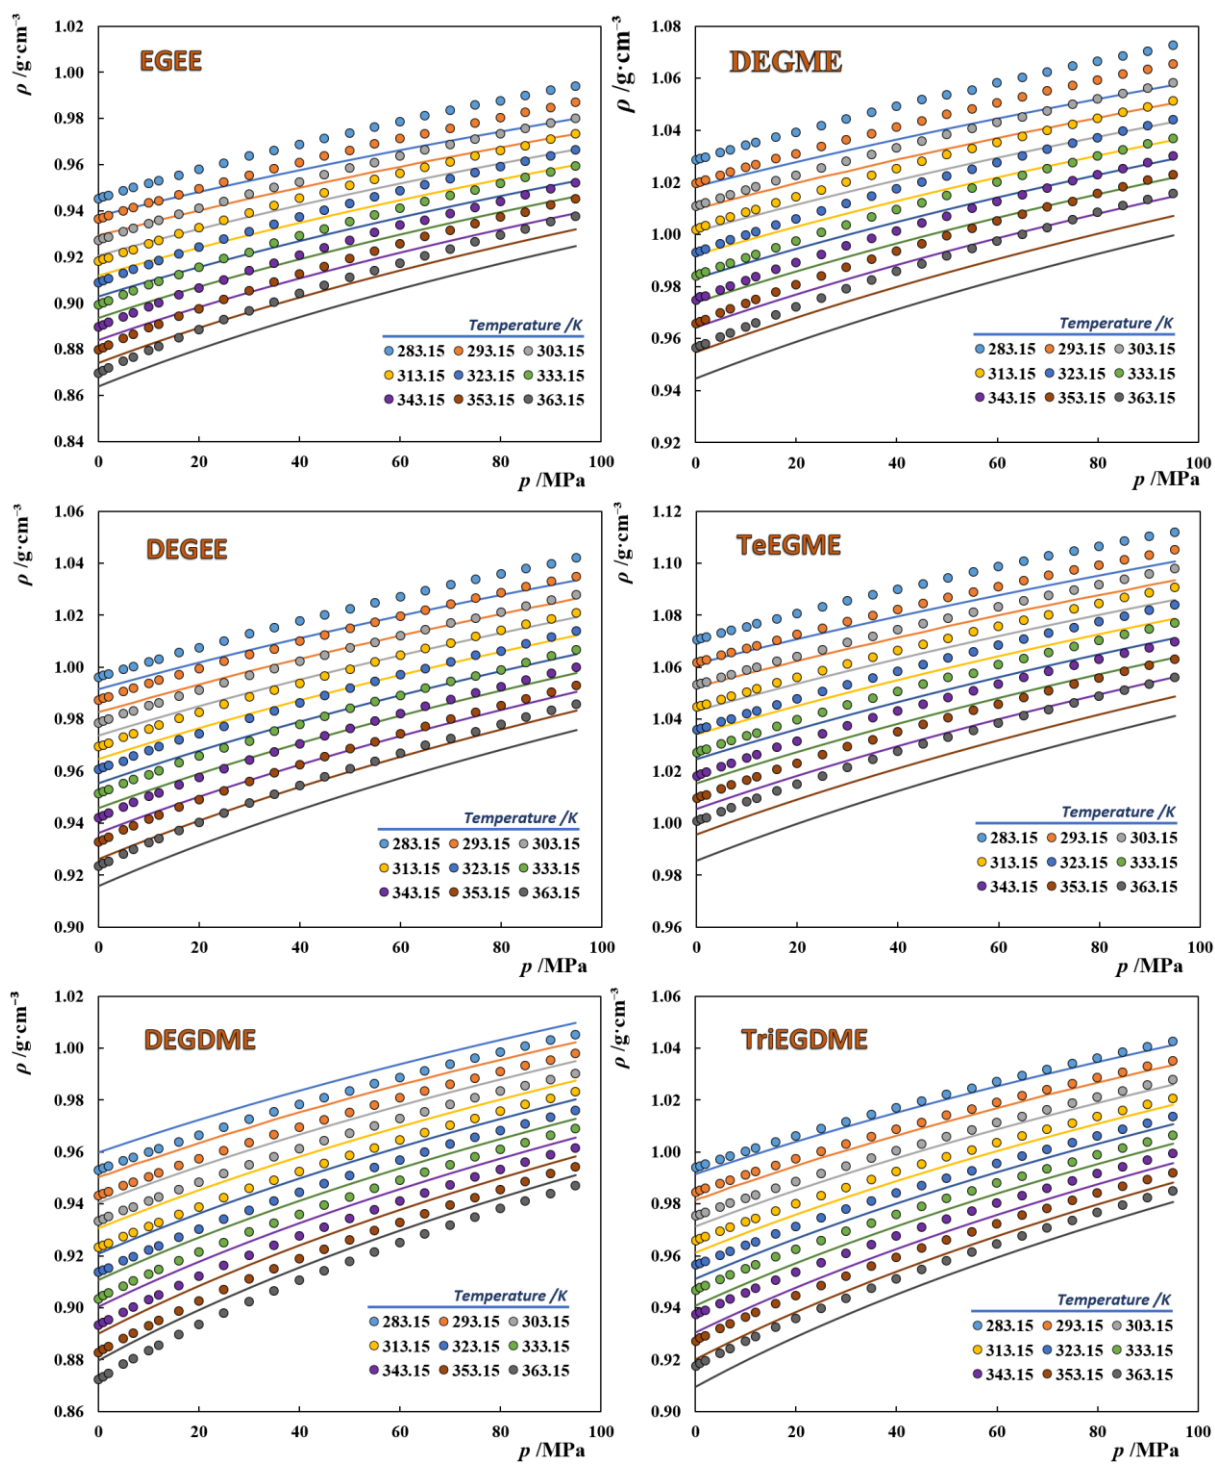 ρ /g·cm⁻³
EGEE
1.02
1.00
0.98
0.96
0.94
0.92
0.90
0.88
0.86
0.84
0 20 40 60 80 100
p /MPa
Temperature /K
283.15 293.15 303.15
313.15 323.15 333.15
343.15 353.15 363.15
ρ /g·cm⁻³
DEGME
1.08
1.06
1.04
1.02
1.00
0.98
0.96
0.94
0.92
0 20 40 60 80 100
p /MPa
Temperature /K
283.15 293.15 303.15
313.15 323.15 333.15
343.15 353.15 363.15
ρ /g·cm⁻³
DEGEE
1.06
1.04
1.02
1.00
0.98
0.96
0.94
0.92
0.90
0 20 40 60 80 100
p /MPa
Temperature /K
283.15 293.15 303.15
313.15 323.15 333.15
343.15 353.15 363.15
ρ /g·cm⁻³
TeEGME
1.12
1.10
1.08
1.06
1.04
1.02
1.00
0.98
0.96
0 20 40 60 80 100
p /MPa
Temperature /K
283.15 293.15 303.15
313.15 323.15 333.15
343.15 353.15 363.15
ρ /g·cm⁻³
DEGDME
1.02
1.00
0.98
0.96
0.94
0.92
0.90
0.88
0.86
0 20 40 60 80 100
p /MPa
Temperature /K
283.15 293.15 303.15
313.15 323.15 333.15
343.15 353.15 363.15
ρ /g·cm⁻³
TriEGDME
1.06
1.04
1.02
1.00
0.98
0.96
0.94
0.92
0.90
0 20 40 60 80 100
p /MPa
Temperature /K
283.15 293.15 303.15
313.15 323.15 333.15
343.15 353.15 363.15